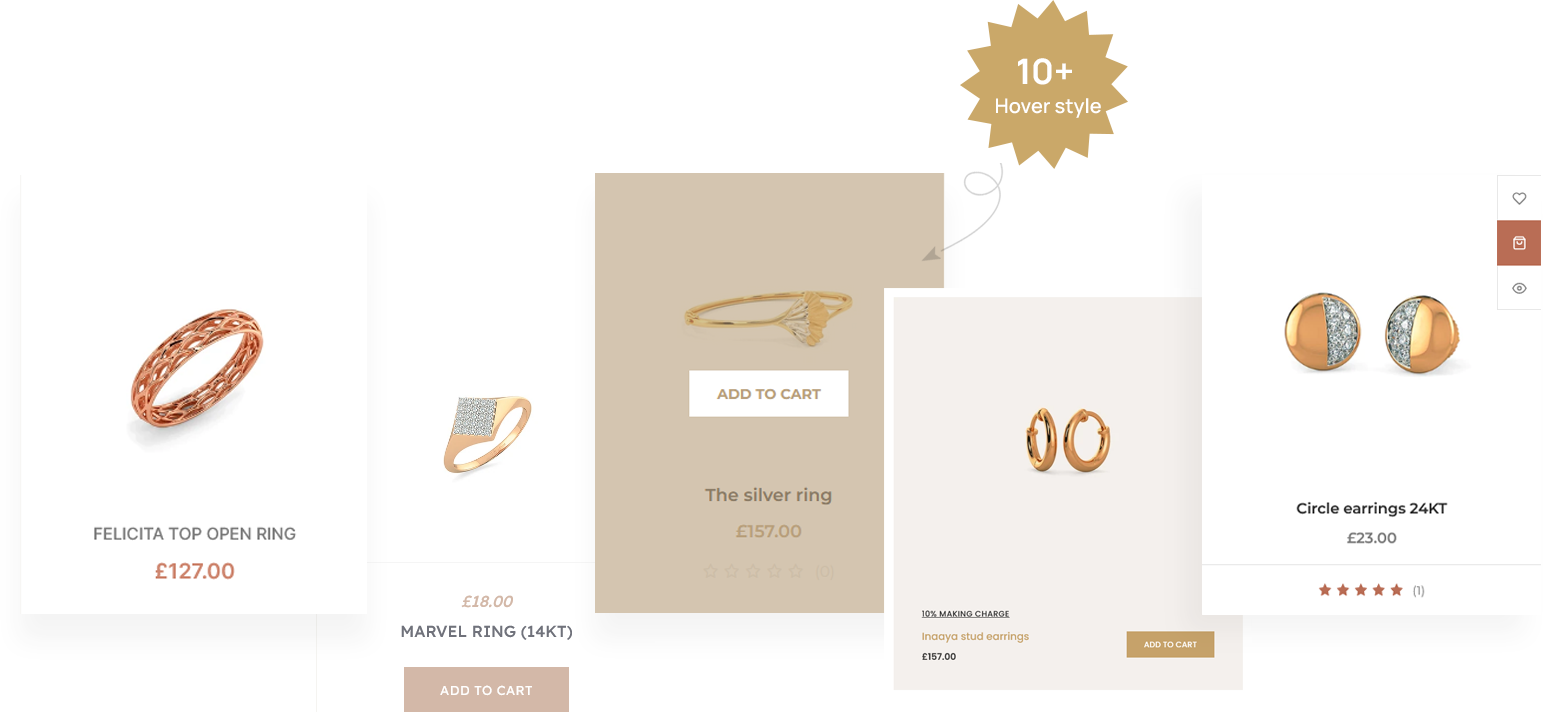 10+
Hover style
FELICITA TOP OPEN RING
£127.00
£18.00
MARVEL RING (14KT)
ADD TO CART
ADD TO CART
The silver ring
£157.00
(0)
10% MAKING CHARGE
Inaaya stud earrings
£157.00
ADD TO CART
Circle earrings 24KT
£23.00
(1)